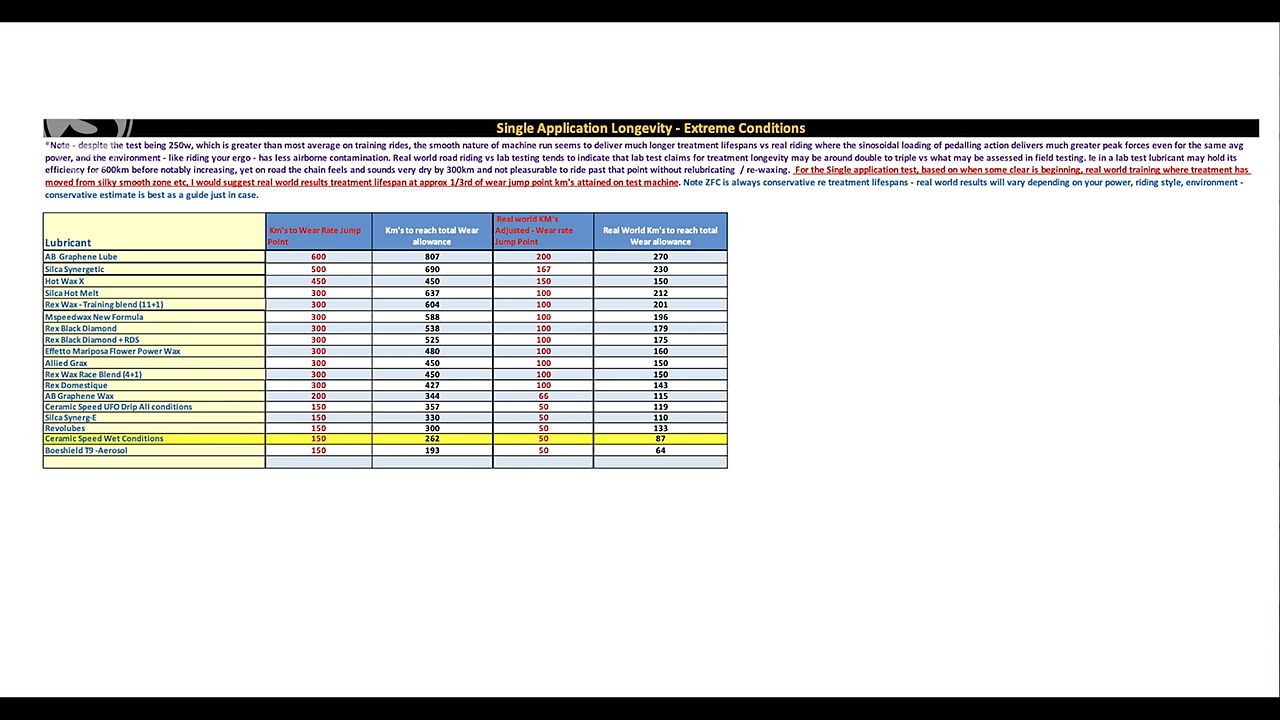 Single Application Longevity - Extreme Conditions
*Note - despite the test being 250w, which is greater than most average on training rides, the smooth nature of machine run seems to deliver much longer treatment lifespans vs real riding where the sinosoidal loading of pedalling action delivers much greater peak forces even for the same avg
power, and the environment - like riding your ergo - has less airborne contamination. Real world road riding vs lab testing tends to indicate that lab test claims for treatment longevity may be around double to triple vs what may be assessed in field testing. Ie in a lab test lubricant may hold its
efficiency for 600km before notably increasing, yet on road the chain feels and sounds very dry by 300km and not pleasurable to ride past that point without relubricating / re-waxing. For the Single application test, based on when some clear is beginning, real world training where treatment has
moved from silky smooth zone etc, I would suggest real world results treatment lifespan at approx 1/3rd of wear jump point km's attained on test machine. Note ZFC is always conservative re treatment lifespans - real world results will vary depending on your power, riding style, environment -
conservative estimate is best as a guide just in case.
Lubricant Km's to Wear Rate Jump Point Km's to reach total Wear allowance Real world KM's Adjusted - Wear rate Jump Point Real World Km's to reach total Wear allowance
AB Graphene Lube 600 807 200 270
Silca Synergetic 500 690 167 230
Hot Wax X 450 450 150 150
Silca Hot Melt 300 637 100 212
Rex Wax - Training blend (11+1) 300 604 100 201
Mspeedwax New Formula 300 588 100 196
Rex Black Diamond 300 538 100 179
Rex Black Diamond + RDS 300 525 100 175
Effetto Mariposa Flower Power Wax 300 480 100 160
Allied Grax 300 450 100 150
Rex Wax Race Blend (4+1) 300 450 100 150
Rex Domestique 300 427 100 143
AB Graphene Wax 200 344 66 115
Ceramic Speed UFO Drip All conditions 150 357 50 119
Silca Synerg-E 150 330 50 110
Revolubes 150 300 50 133
Ceramic Speed Wet Conditions 150 262 50 87
Boeshield T9 -Aerosol 150 193 50 64